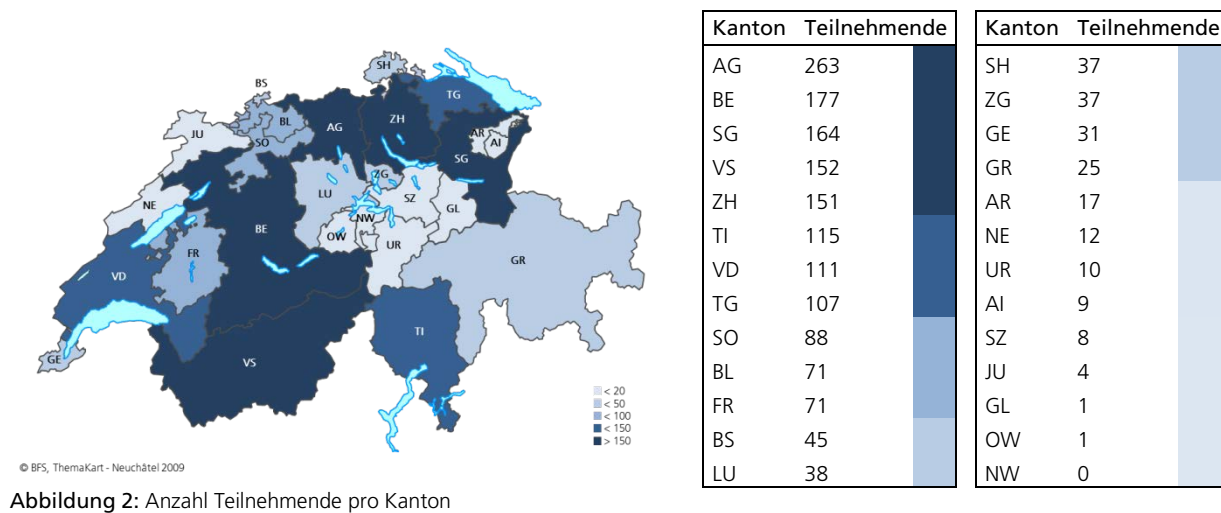 SH
BS
TG
BL
AG
ZH
JU
SO
AR
AI
SG
ZG
LU
SZ
NE
GL
NW
BE
OW
UR
FR
GR
VD
TI
GE
VS
< 20
< 50
< 100
< 150
> 150
© BFS, ThemaKart - Neuchâtel 2009
Abbildung 2: Anzahl Teilnehmende pro Kanton
Kanton Teilnehmende
AG 263
BE 177
SG 164
VS 152
ZH 151
TI 115
VD 111
TG 107
SO 88
BL 71
FR 71
BS 45
LU 38
Kanton Teilnehmende
SH 37
ZG 37
GE 31
GR 25
AR 17
NE 12
UR 10
AI 9
SZ 8
JU 4
GL 1
OW 1
NW 0